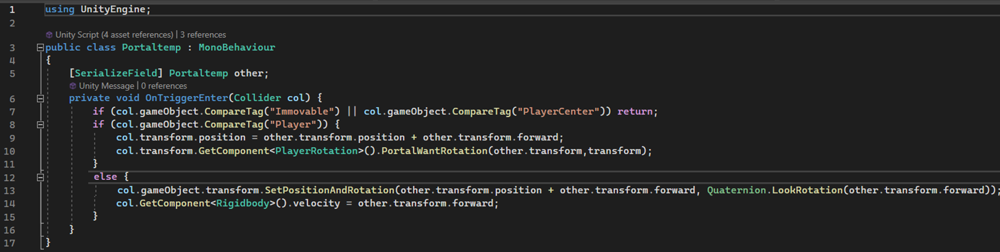 1 using UnityEngine;
2
Unity Script (4 asset references) | 3 references
3 public class Portaltemp : MonoBehaviour
4 {
5 [SerializeField] Portaltemp other;
Unity Message | 0 references
6 private void OnTriggerEnter(Collider col) {
7 if (col.gameObject.CompareTag("Immovable") || col.gameObject.CompareTag("PlayerCenter")) return;
8 if (col.gameObject.CompareTag("Player")) {
9 col.transform.position = other.transform.position + other.transform.forward;
10 col.transform.GetComponent<PlayerRotation>().PortalWantRotation(other.transform,transform);
11 }
12 else {
13 col.gameObject.transform.SetPositionAndRotation(other.transform.position + other.transform.forward, Quaternion.LookRotation(other.transform.forward));
14 col.GetComponent<Rigidbody>().velocity = other.transform.forward;
15 }
16 }
17 }